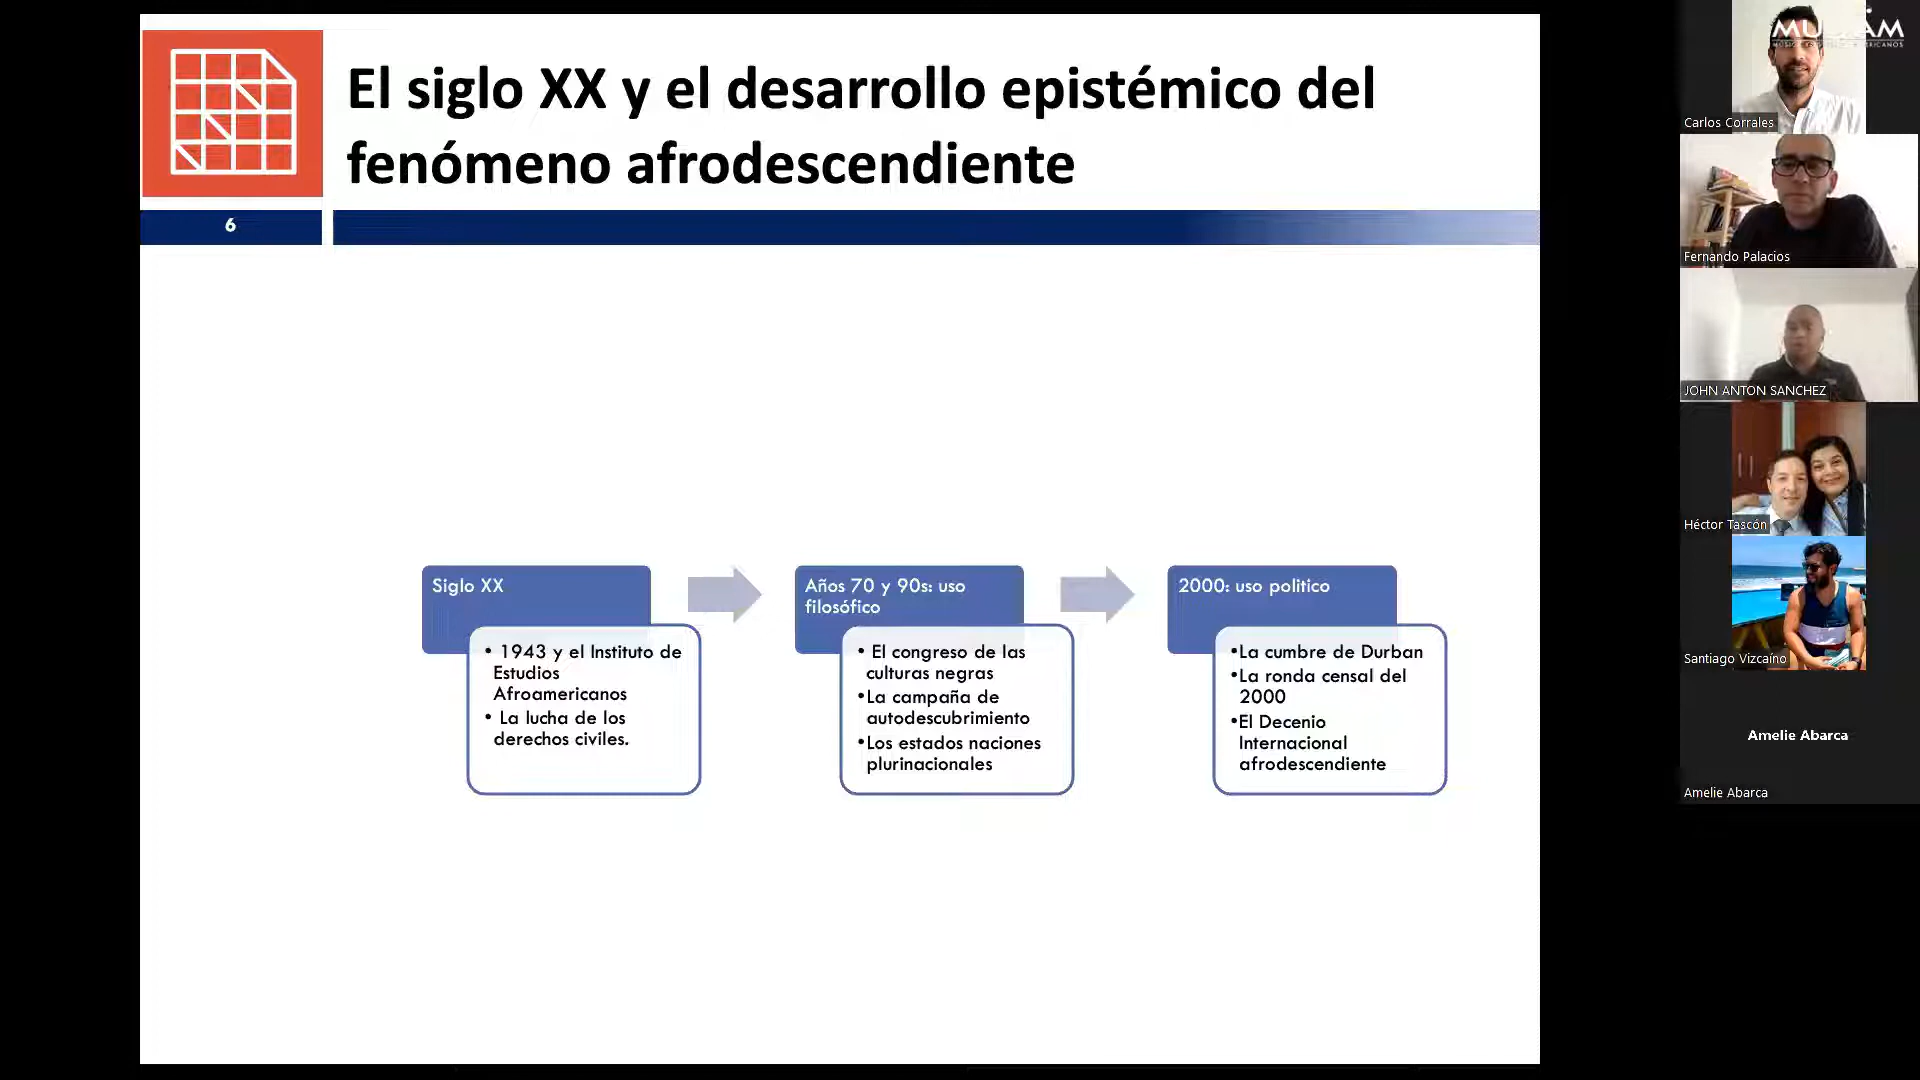 El siglo XX y el desarrollo epistémico del
fenómeno afrodescendiente
6
Siglo XX
• 1943 y el Instituto de
Estudios
Afroamericanos
• La lucha de los
derechos civiles.
Años 70 y 90s: uso
filosófico
• El congreso de las
culturas negras
•La campaña de
autodescubrimiento
•Los estados naciones
plurinacionales
2000: uso politico
•La cumbre de Durban
•La ronda censal del
2000
•El Decenio
Internacional
afrodescendiente
Carlos Corrales
Fernando Palacios
JOHN ANTON SANCHEZ
Héctor Tascón
Santiago Vizcaíno
Amelie Abarca
Amelie Abarca